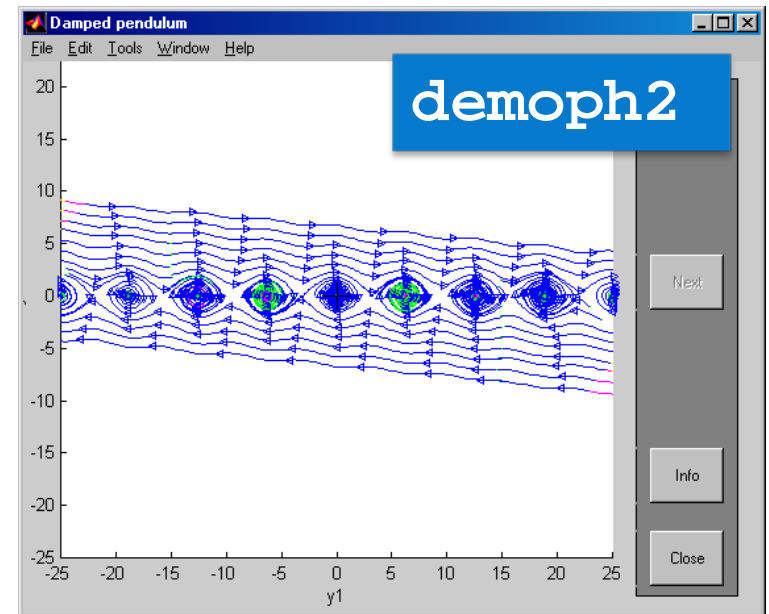 Damped pendulum
File Edit Tools Window Help
demoph2
20
15
10
5
0
-5
-10
-15
-20
-25
-25 -20 -15 -10 -5 0 5 10 15 20 25
y1
Next
Info
Close